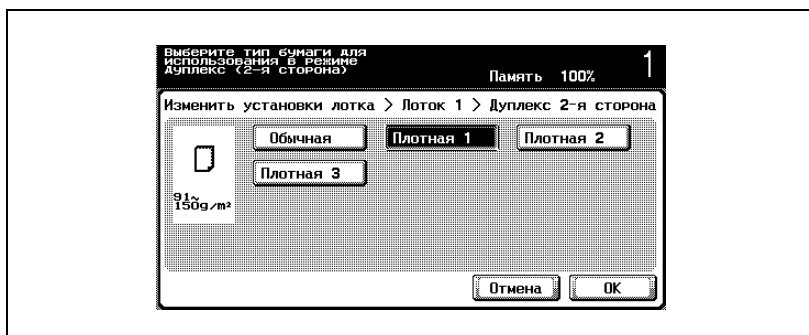 Выберите тип бумаги для
использования в режиме
Дуплекс (2-я сторона)
Память 100%
1
Изменить установки лотка > Лоток 1 > Дуплекс 2-я сторона
Обычная
Плотная 1
Плотная 2
Плотная 3
91~
150g/m²
Отмена
OK